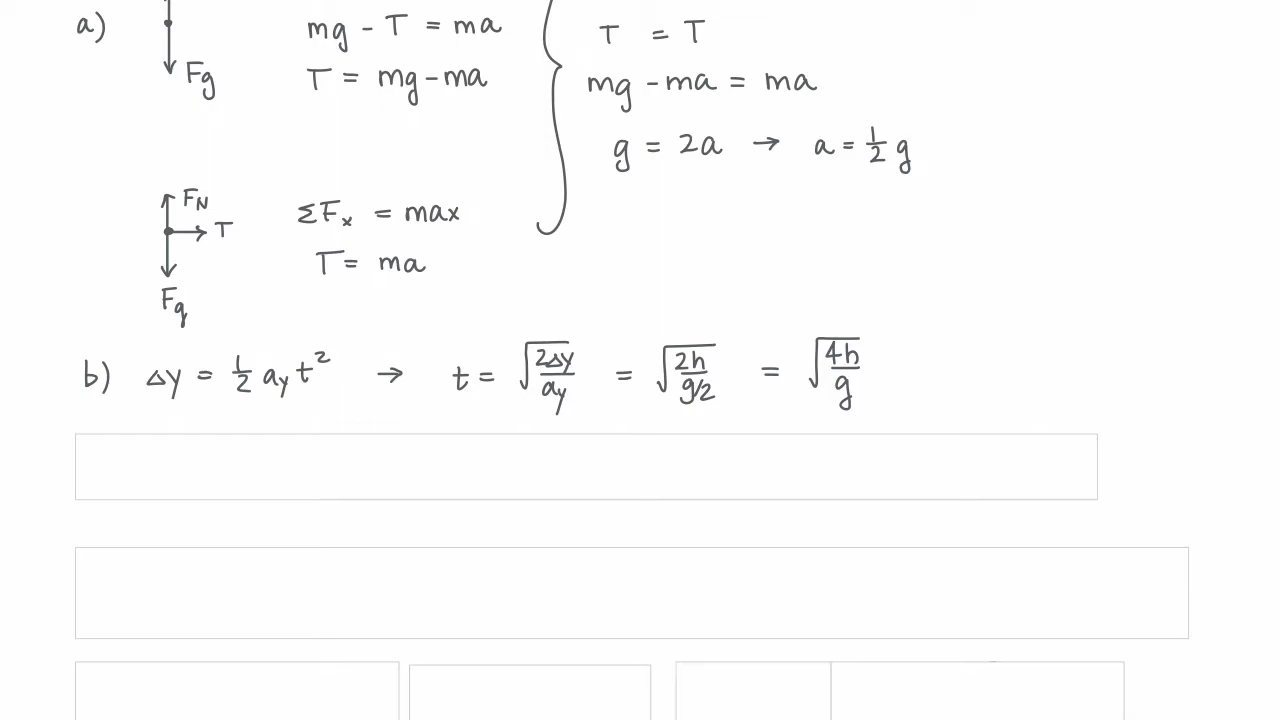 a)
Fg
mg - T = ma
T = mg - ma
T = T
mg - ma = ma
g = 2a → a = 1/2 g
FN
T
Fg
ΣFx = max
T = ma
b) Δy = 1/2 ay t² → t = √(2Δy/ay) = √(2h/g/2) = √(4h/g)